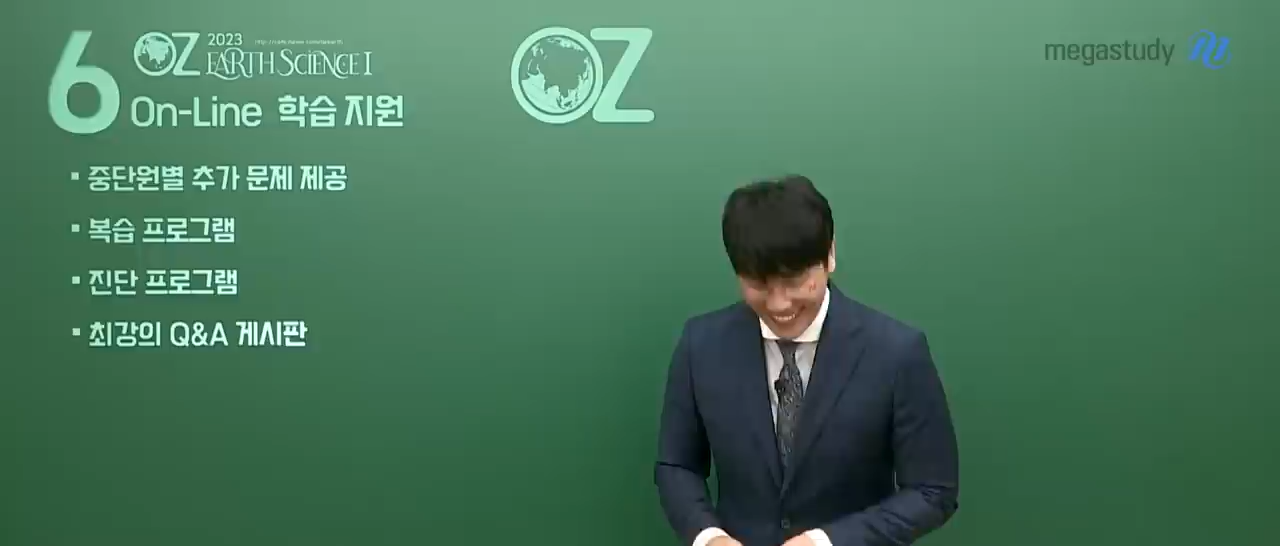 6
OZ
2023
EARTH SCIENCE I
On-Line 학습 지원
▪ 중단원별 추가 문제 제공
▪ 복습 프로그램
▪ 진단 프로그램
▪ 최강의 Q&A 게시판
OZ
megastudy